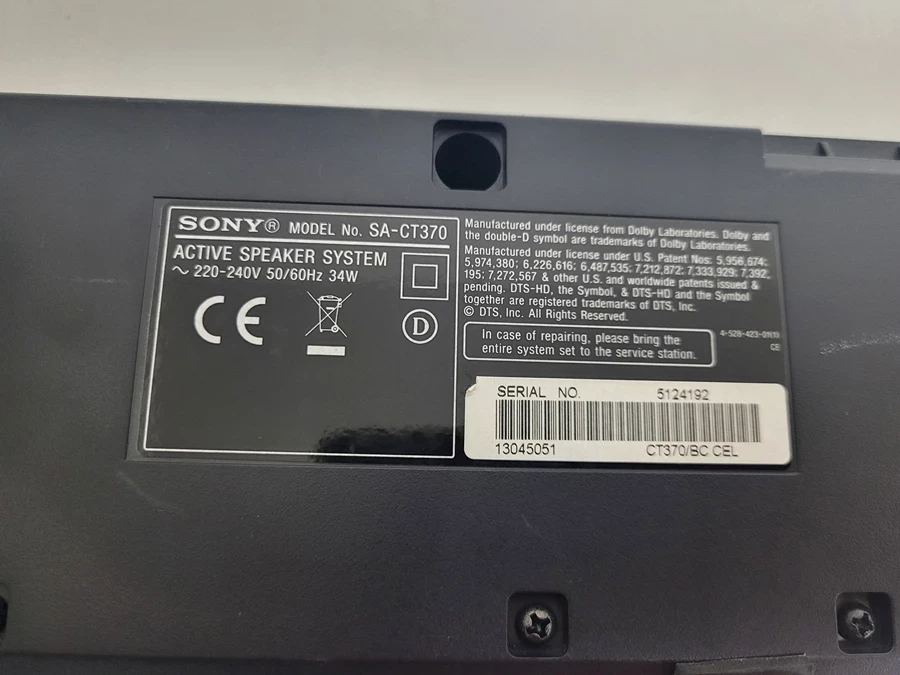 SONY® MODEL No. SA-CT370
ACTIVE SPEAKER SYSTEM
~ 220-240V 50/60Hz 34W
CE
D
Manufactured under license from Dolby Laboratories. Dolby and
the double-D symbol are trademarks of Dolby Laboratories.
Manufactured under license under U.S. Patent Nos: 5,956,674;
5,974,380; 6,226,616; 6,487,535; 7,212,872; 7,333,929; 7,392,
195; 7,272,567 & other U.S. and worldwide patents issued &
pending. DTS-HD, the Symbol, & DTS-HD and the Symbol
together are registered trademarks of DTS, Inc.
© DTS, Inc. All Rights Reserved.
In case of repairing, please bring the
entire system set to the service station.
CE
SERIAL NO. 5124192
13045051 CT370/BC CEL